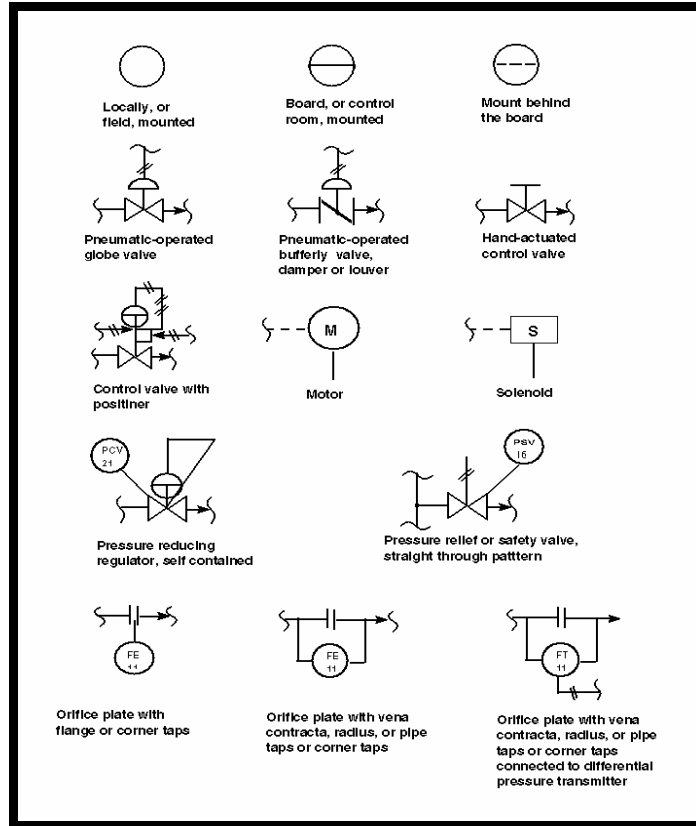 Locally, or
field, mounted
Board, or control
room, mounted
Mount behind
the board
Pneumatic-operated
globe valve
Pneumatic-operated
bufferly valve,
damper or louver
Hand-actuated
control valve
Control valve with
positiner
M
Motor
S
Solenoid
PCV
21
Pressure reducing
regulator, self contained
PSV
16
Pressure relief or safety valve,
straight through patttern
FE
11
Orifice plate with
flange or corner taps
FE
11
Orifice plate with vena
contracta, radius, or pipe
taps or corner taps
FT
11
Orifice plate with vena
contracta, radius, or pipe
taps or corner taps
connected to differential
pressure transmitter